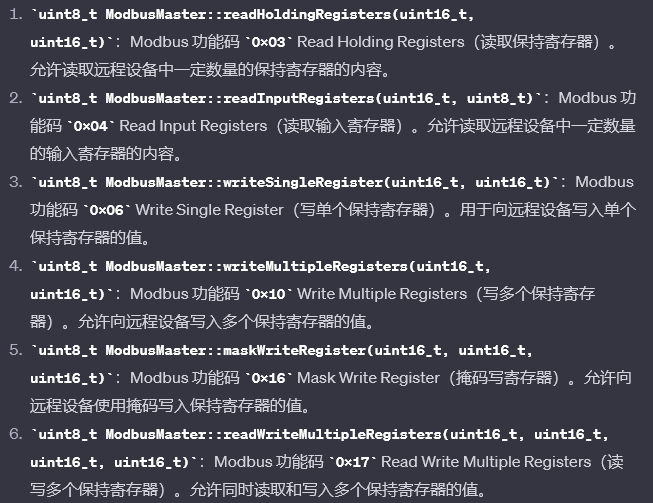 1. `uint8_t ModbusMaster::readHoldingRegisters(uint16_t,
uint16_t)`：Modbus 功能码 `0x03` Read Holding Registers（读取保持寄存器）。
允许读取远程设备中一定数量的保持寄存器的内容。
2. `uint8_t ModbusMaster::readInputRegisters(uint16_t, uint8_t)`：Modbus 功
能码 `0x04` Read Input Registers（读取输入寄存器）。允许读取远程设备中一定数量
的输入寄存器的内容。
3. `uint8_t ModbusMaster::writeSingleRegister(uint16_t, uint16_t)`：Modbus
功能码 `0x06` Write Single Register（写单个保持寄存器）。用于向远程设备写入单个
保持寄存器的值。
4. `uint8_t ModbusMaster::writeMultipleRegisters(uint16_t,
uint16_t)`：Modbus 功能码 `0x10` Write Multiple Registers（写多个保持寄存
器）。允许向远程设备写入多个保持寄存器的值。
5. `uint8_t ModbusMaster::maskWriteRegister(uint16_t, uint16_t,
uint16_t)`：Modbus 功能码 `0x16` Mask Write Register（掩码写寄存器）。允许向
远程设备使用掩码写入保持寄存器的值。
6. `uint8_t ModbusMaster::readWriteMultipleRegisters(uint16_t, uint16_t,
uint16_t, uint16_t)`：Modbus 功能码 `0x17` Read Write Multiple Registers（读
写多个保持寄存器）。允许同时读取和写入多个保持寄存器的值。